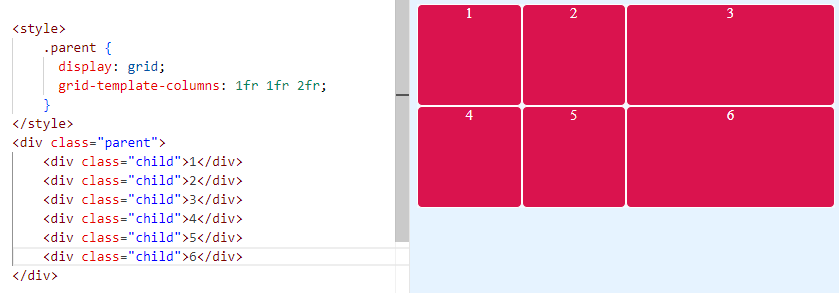 <style>
.parent {
display: grid;
grid-template-columns: 1fr 1fr 2fr;
}
</style>
<div class="parent">
<div class="child">1</div>
<div class="child">2</div>
<div class="child">3</div>
<div class="child">4</div>
<div class="child">5</div>
<div class="child">6</div>
</div>
1 2 3
4 5 6